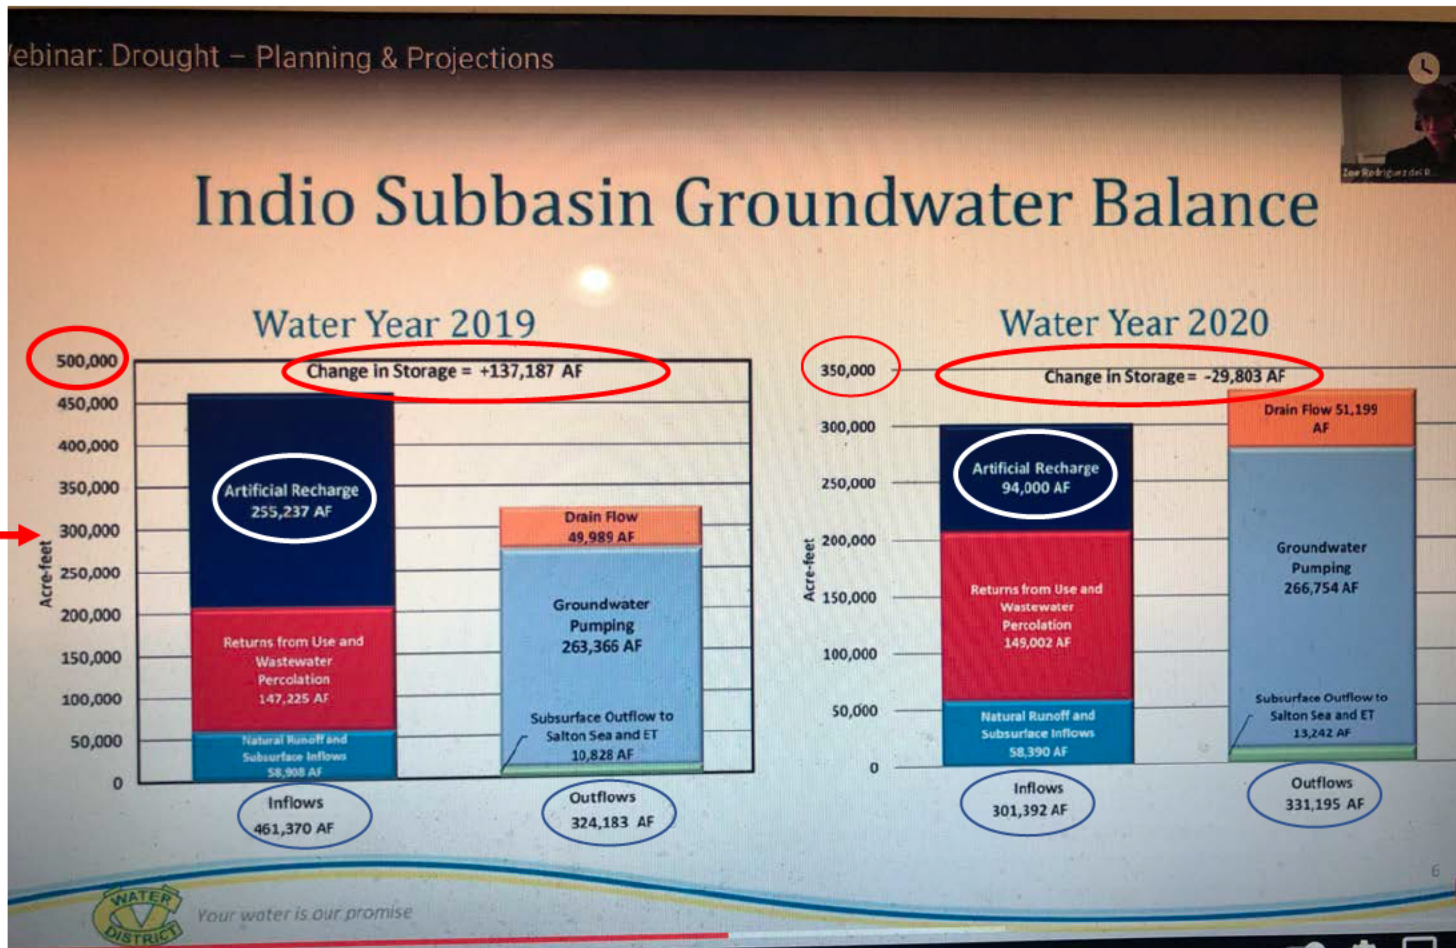 Webinar: Drought – Planning & Projections
Indio Subbasin Groundwater Balance
Water Year 2019
500,000
450,000
400,000
350,000
300,000
250,000
200,000
150,000
100,000
50,000
0
Acre-feet
Change in Storage = +137,187 AF
Artificial Recharge
255,237 AF
Returns from Use and
Wastewater
Percolation
147,225 AF
Natural Runoff and
Subsurface Inflows
58,908 AF
Drain Flow
49,989 AF
Groundwater
Pumping
263,366 AF
Subsurface Outflow to
Salton Sea and ET
10,828 AF
Inflows
461,370 AF
Outflows
324,183 AF
Water Year 2020
350,000
300,000
250,000
200,000
150,000
100,000
50,000
0
Acre-feet
Change in Storage = -29,803 AF
Artificial Recharge
94,000 AF
Returns from Use and
Wastewater
Percolation
149,002 AF
Natural Runoff and
Subsurface Inflows
58,390 AF
Drain Flow 51,199
AF
Groundwater
Pumping
266,754 AF
Subsurface Outflow to
Salton Sea and ET
13,242 AF
Inflows
301,392 AF
Outflows
331,195 AF
WATER
CV
DISTRICT
Your water is our promise
6